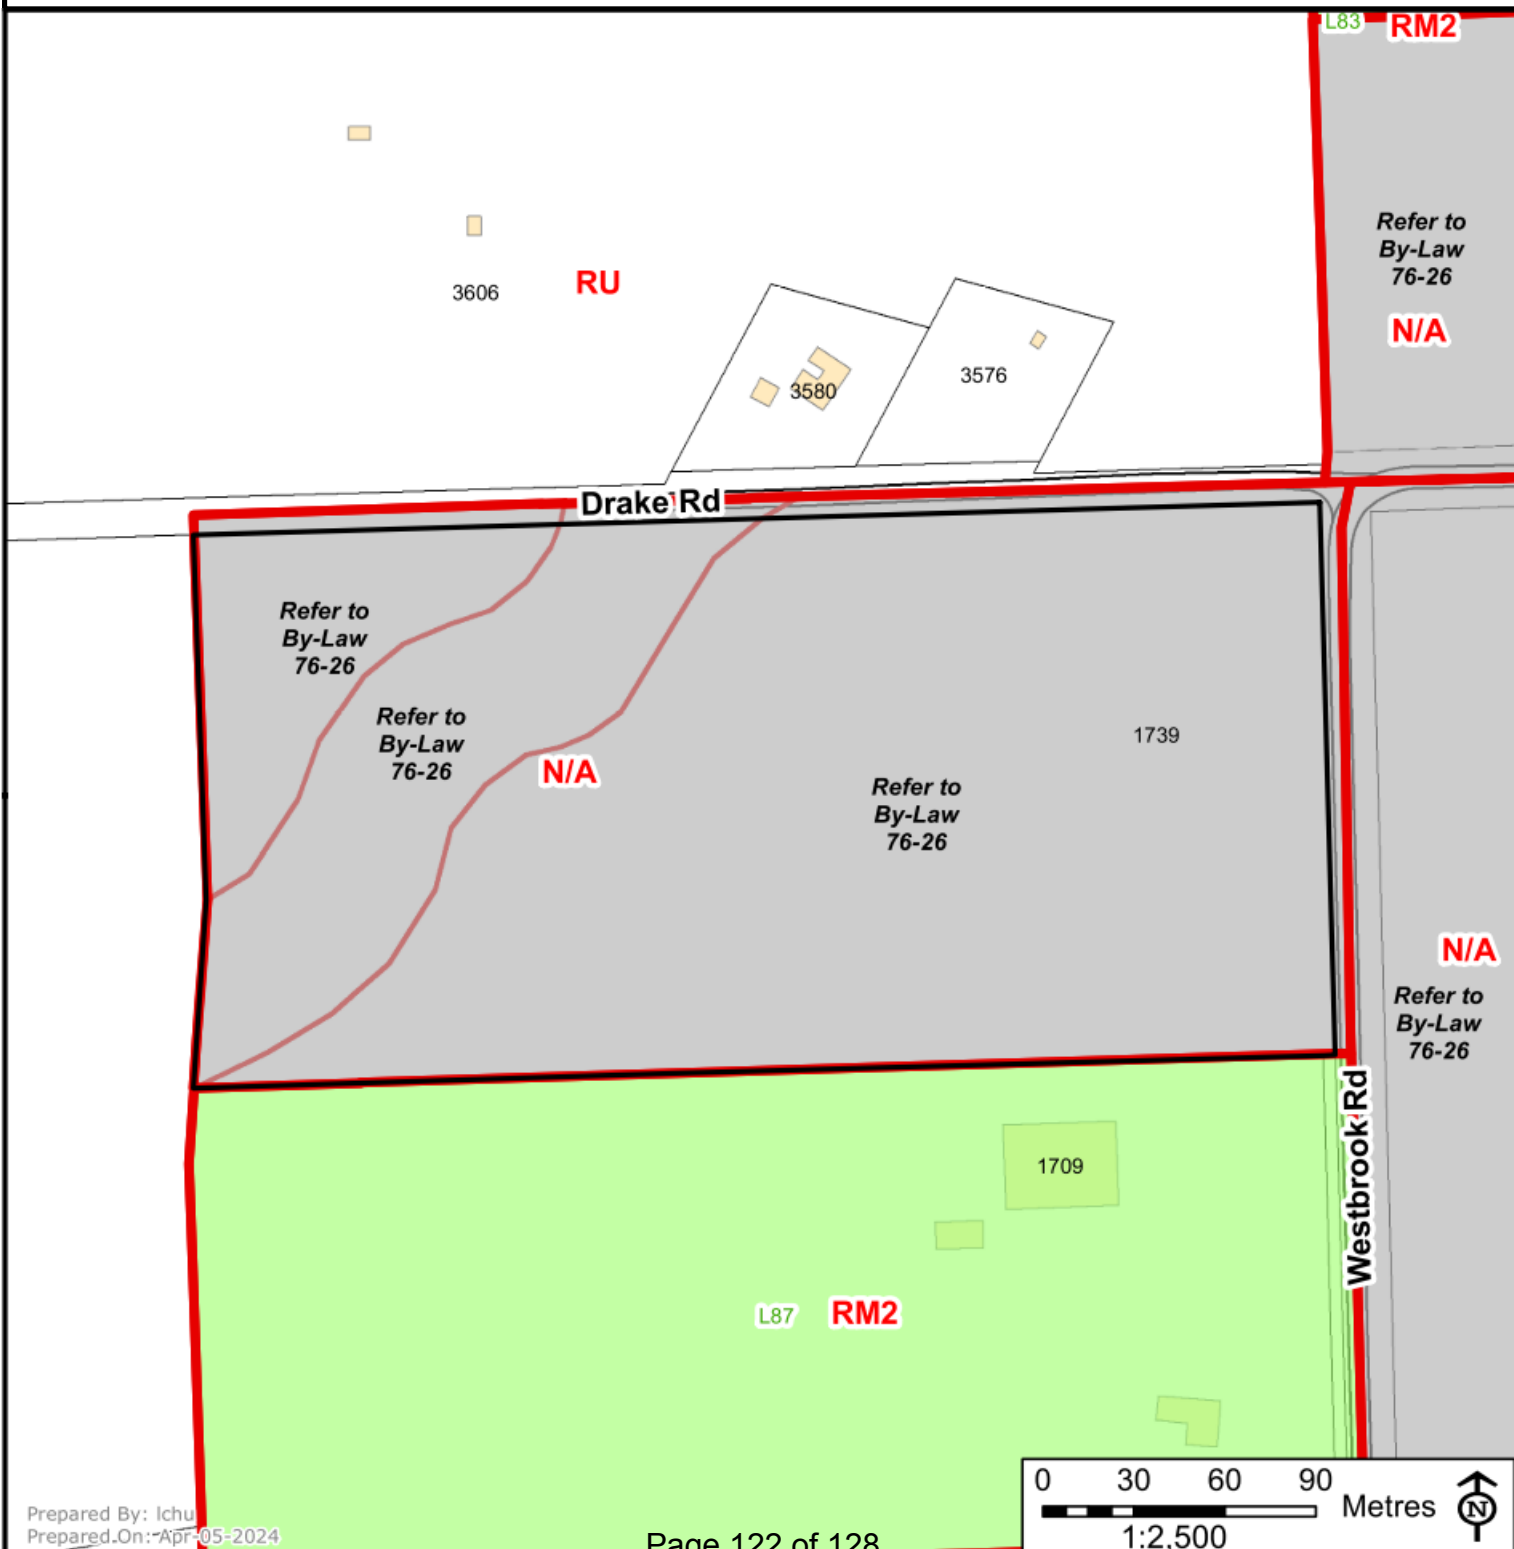 L83 RM2
Refer to
By-Law
76-26
N/A
3606
RU
3580
3576
Drake Rd
Refer to
By-Law
76-26
Refer to
By-Law
76-26
N/A
1739
Refer to
By-Law
76-26
N/A
Refer to
By-Law
76-26
Westbrook Rd
1709
L87 RM2
0 30 60 90
Metres
N
1:2,500
Prepared By: lchu
Prepared On: Apr-05-2024
Page 122 of 128